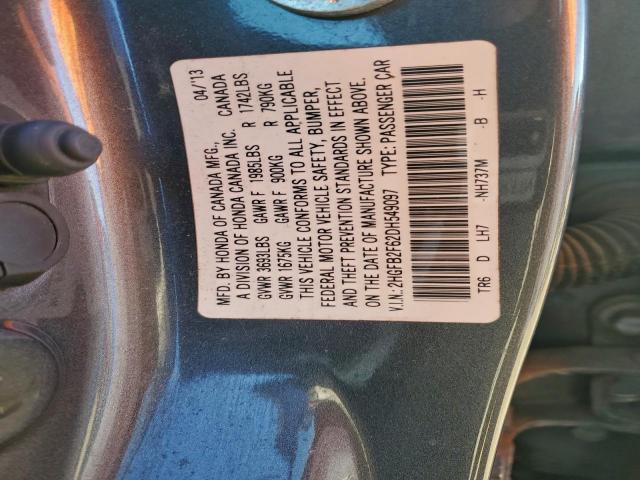 MFD. BY HONDA OF CANADA MFG., 04/'13
A DIVISION OF HONDA CANADA INC. CANADA
GVWR 3693LBS GAWR F 1985LBS R 1742LBS
GVWR 1675KG GAWR F 900KG R 790KG
THIS VEHICLE CONFORMS TO ALL APPLICABLE
FEDERAL MOTOR VEHICLE SAFETY, BUMPER,
AND THEFT PREVENTION STANDARDS IN EFFECT
ON THE DATE OF MANUFACTURE SHOWN ABOVE.
V.I.N.: 2HGFB2F62DH549097 TYPE: PASSENGER CAR
TR6 D LH7 -NH737M -B -H